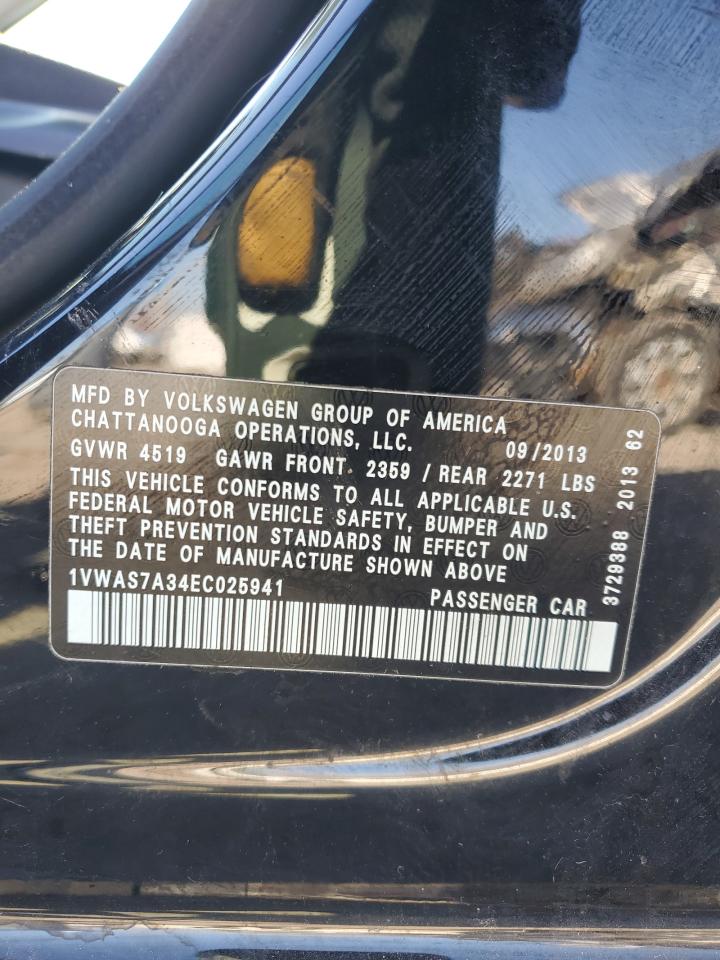 MFD BY VOLKSWAGEN GROUP OF AMERICA
CHATTANOOGA OPERATIONS, LLC. 09/2013
GVWR 4519 GAWR FRONT. 2359 / REAR 2271 LBS
THIS VEHICLE CONFORMS TO ALL APPLICABLE U.S.
FEDERAL MOTOR VEHICLE SAFETY, BUMPER AND
THEFT PREVENTION STANDARDS IN EFFECT ON
THE DATE OF MANUFACTURE SHOWN ABOVE
1VWAS7A34EC025941 PASSENGER CAR
3729388 2013 62